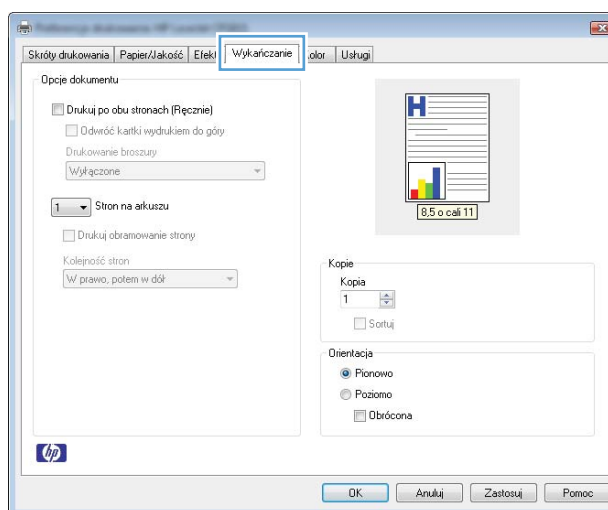 Skróty drukowania Papier/Jakość Efek Wykańczanie olor Usługi
Opcje dokumentu
Drukuj po obu stronach (Ręcznie)
Odwróć kartki wydrukiem do góry
Drukowanie broszury
Wyłączone
1 Stron na arkuszu
Drukuj obramowanie strony
Kolejność stron
W prawo, potem w dół
H
8,5 o cali 11
Kopie
Kopia
1
Sortuj
Orientacja
Pionowo
Poziomo
Obrócona
hp
OK Anuluj Zastosuj Pomoc